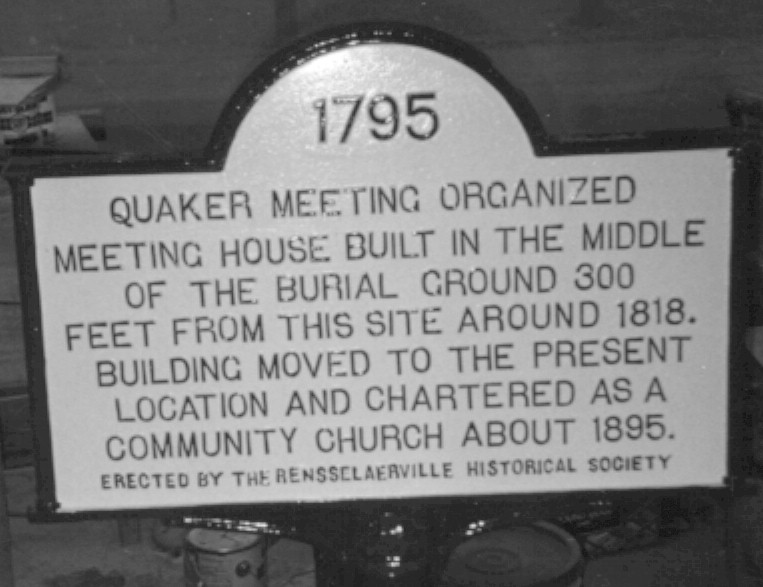 1795
QUAKER MEETING ORGANIZED
MEETING HOUSE BUILT IN THE MIDDLE
OF THE BURIAL GROUND 300
FEET FROM THIS SITE AROUND 1818.
BUILDING MOVED TO THE PRESENT
LOCATION AND CHARTERED AS A
COMMUNITY CHURCH ABOUT 1895.
ERECTED BY THE RENSSELAERVILLE HISTORICAL SOCIETY